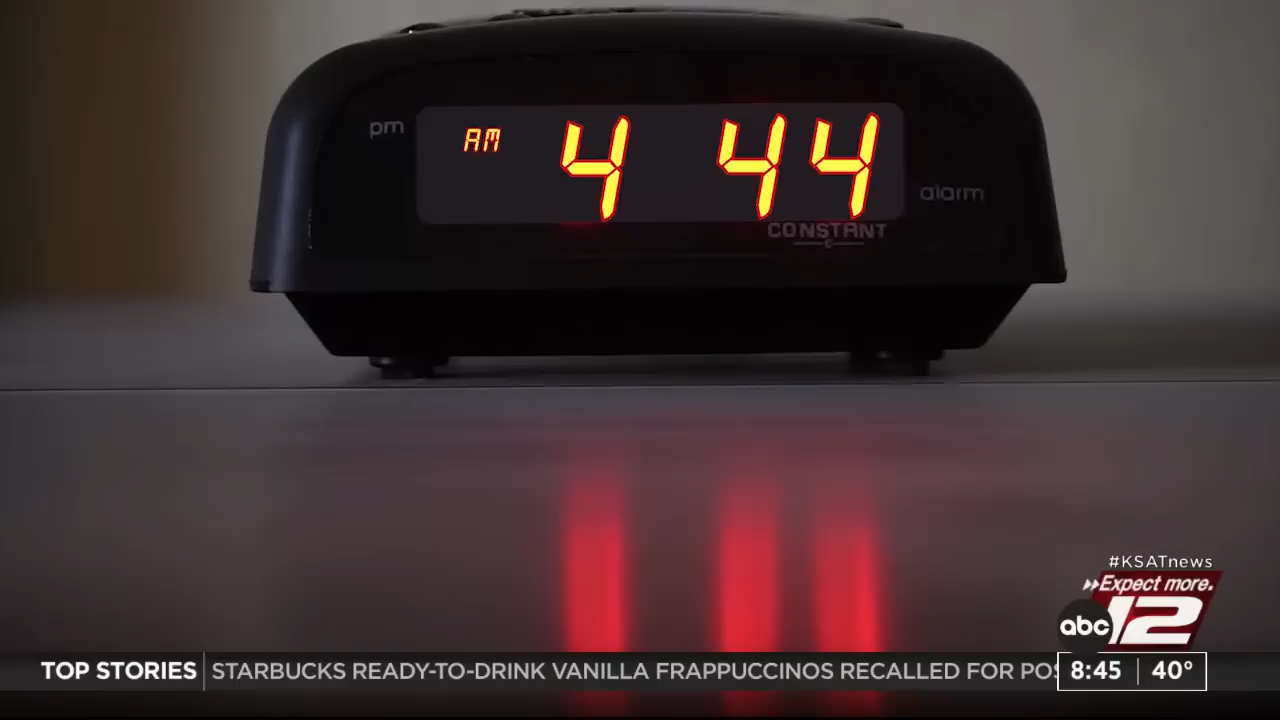 pm
AM 4 44
alarm
CONSTANT
#KSATnews
Expect more.
abc 12
TOP STORIES STARBUCKS READY-TO-DRINK VANILLA FRAPPUCCINOS RECALLED FOR POS
8:45 40°